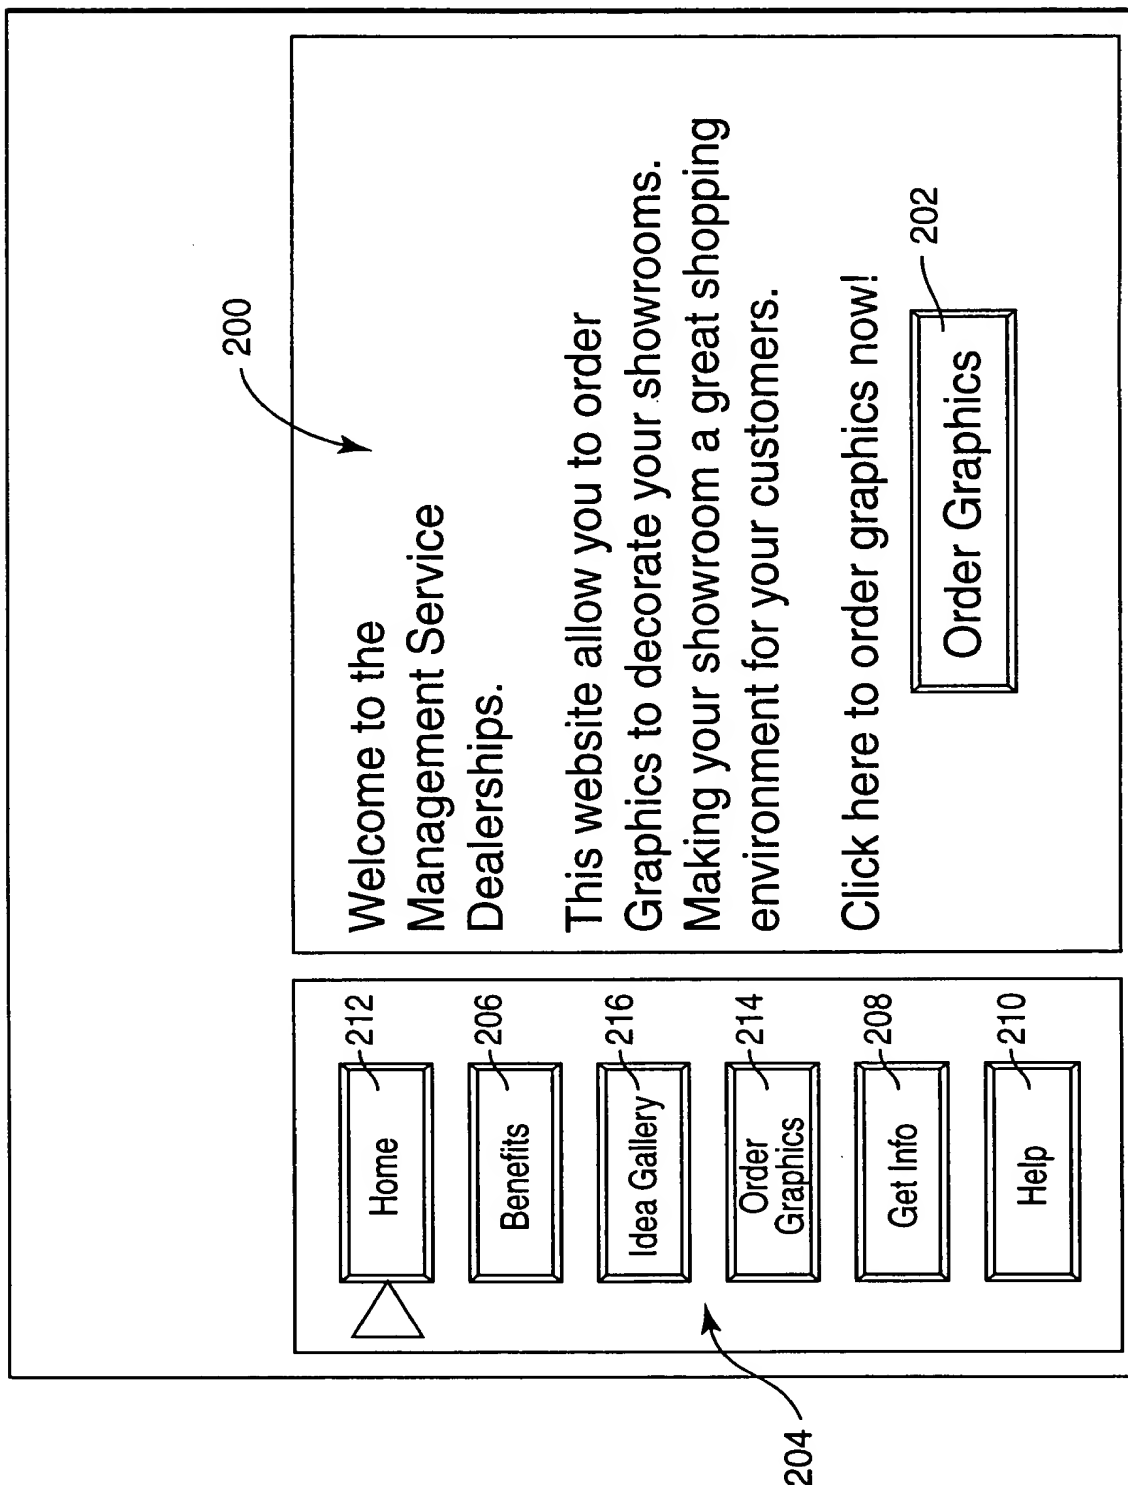 200
Welcome to the
Management Service
Dealerships.
This website allow you to order
Graphics to decorate your showrooms.
Making your showroom a great shopping
environment for your customers.
Click here to order graphics now!
Order Graphics
202
Home
212
Benefits
206
Idea Gallery
216
Order
Graphics
214
Get Info
208
Help
210
204